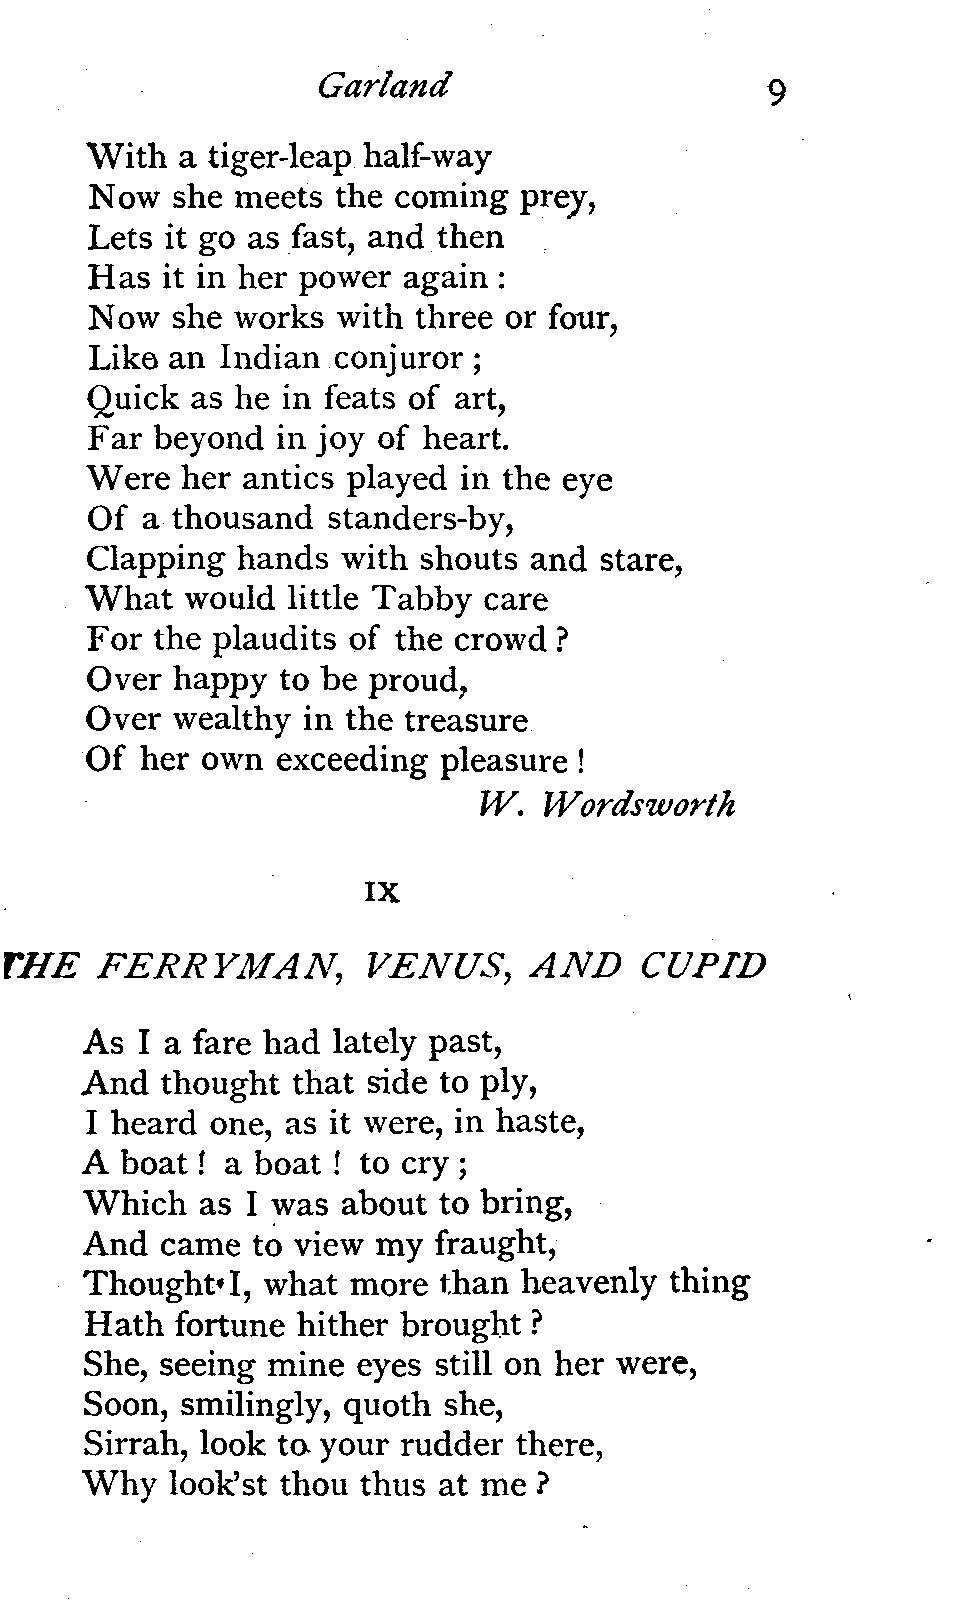 Garland 9
With a tiger-leap half-way
Now she meets the coming prey,
Lets it go as fast, and then
Has it in her power again :
Now she works with three or four,
Like an Indian conjuror ;
Quick as he in feats of art,
Far beyond in joy of heart.
Were her antics played in the eye
Of a thousand standers-by,
Clapping hands with shouts and stare,
What would little Tabby care
For the plaudits of the crowd ?
Over happy to be proud,
Over wealthy in the treasure
Of her own exceeding pleasure !
W. Wordsworth
IX
THE FERRYMAN, VENUS, AND CUPID
As I a fare had lately past,
And thought that side to ply,
I heard one, as it were, in haste,
A boat ! a boat ! to cry ;
Which as I was about to bring,
And came to view my fraught,
Thought I, what more than heavenly thing
Hath fortune hither brought ?
She, seeing mine eyes still on her were,
Soon, smilingly, quoth she,
Sirrah, look to your rudder there,
Why look'st thou thus at me ?